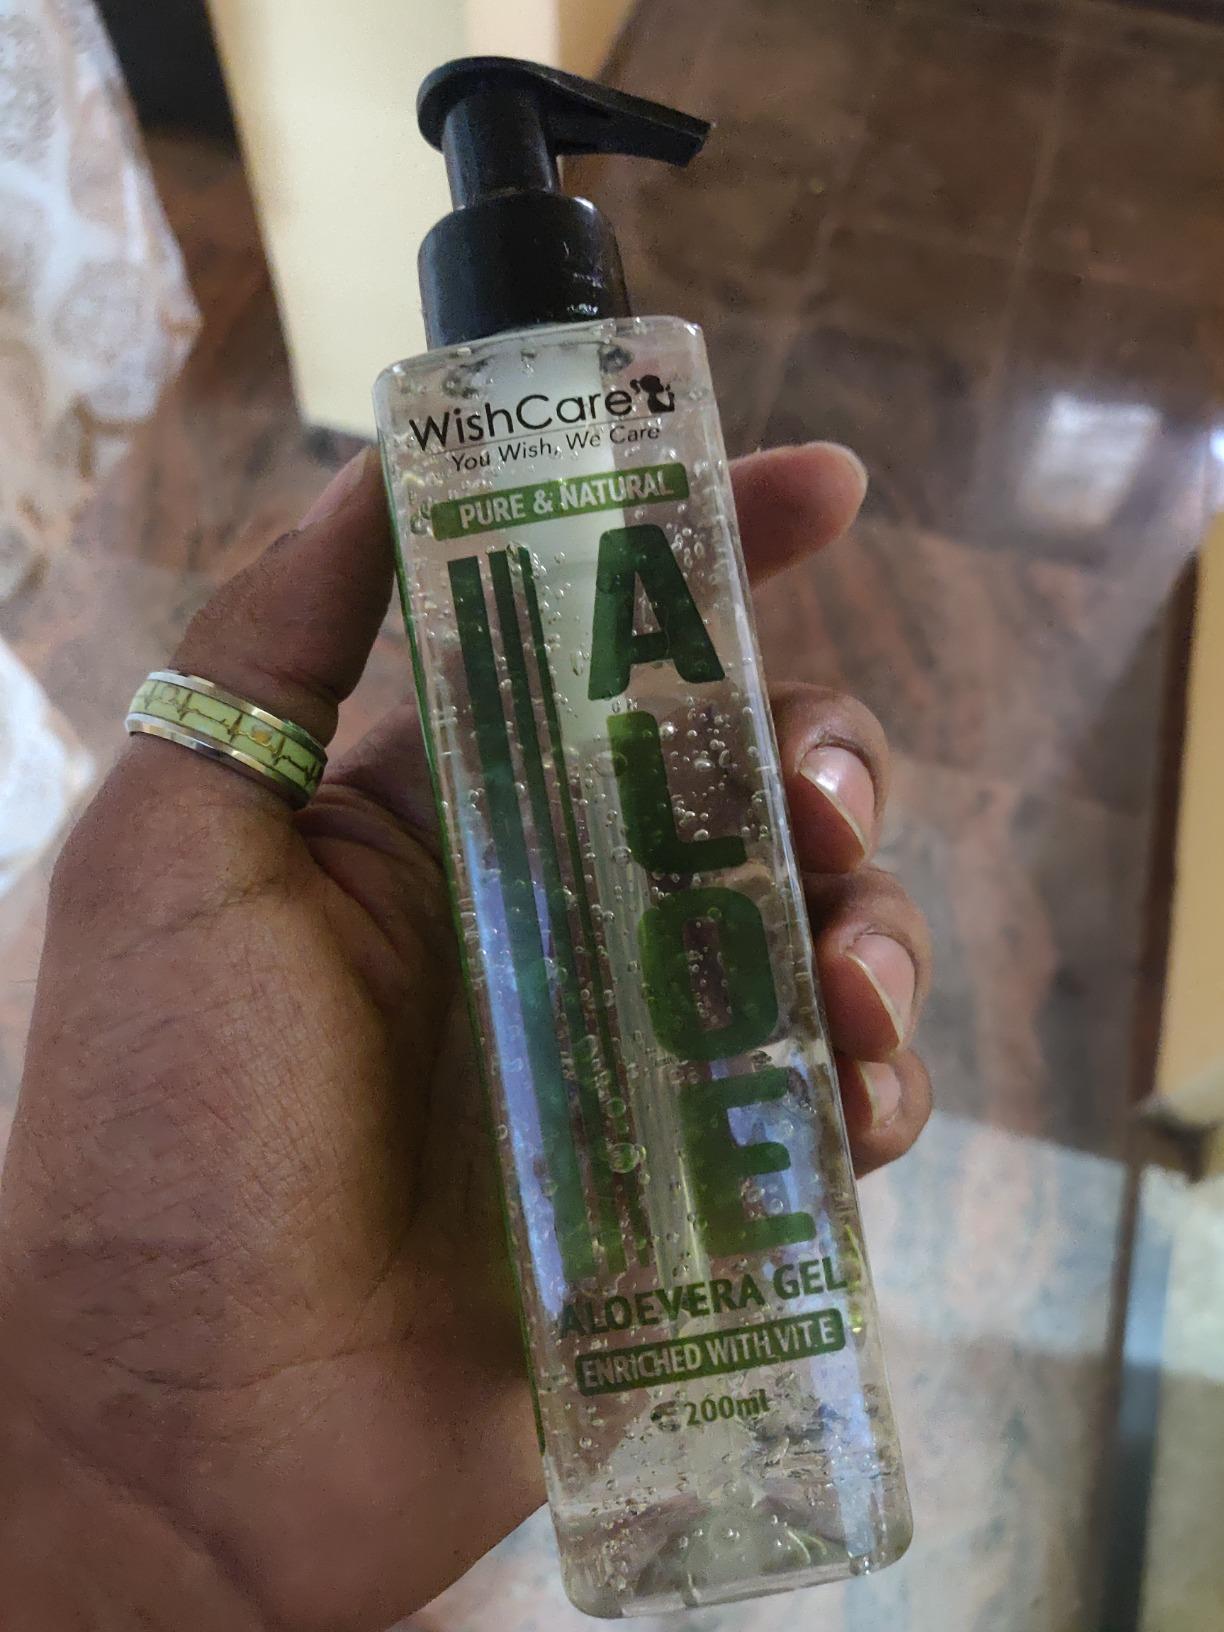 WishCare
You Wish, We Care
PURE & NATURAL
ALOE
ALOEVERA GEL
ENRICHED WITH VIT.E
200ml